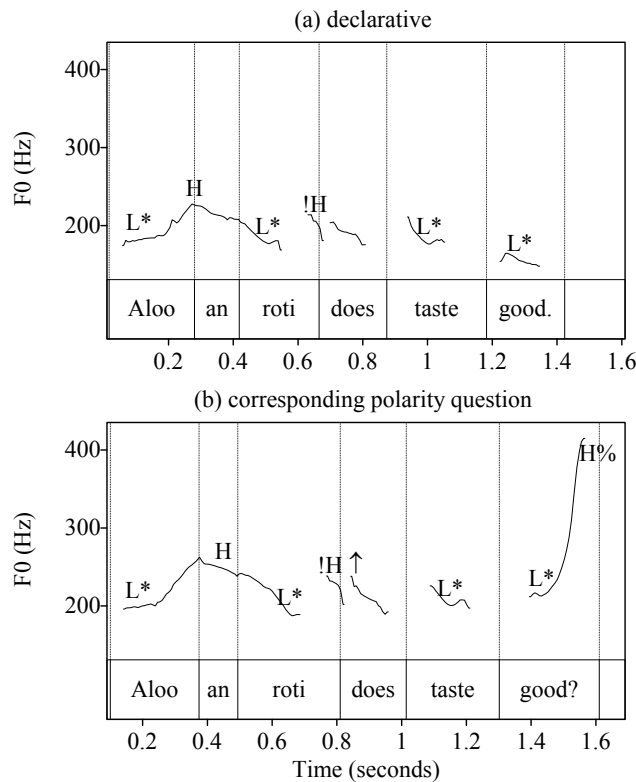 (a) declarative
400
300
200
F0 (Hz)
H
L*
!H
L*
L*
L*
Aloo an roti does taste good.
0.2 0.4 0.6 0.8 1 1.2 1.4 1.6
(b) corresponding polarity question
400
300
200
F0 (Hz)
H%
H
!H ↑
L*
L*
L*
L*
Aloo an roti does taste good?
0.2 0.4 0.6 0.8 1 1.2 1.4 1.6
Time (seconds)